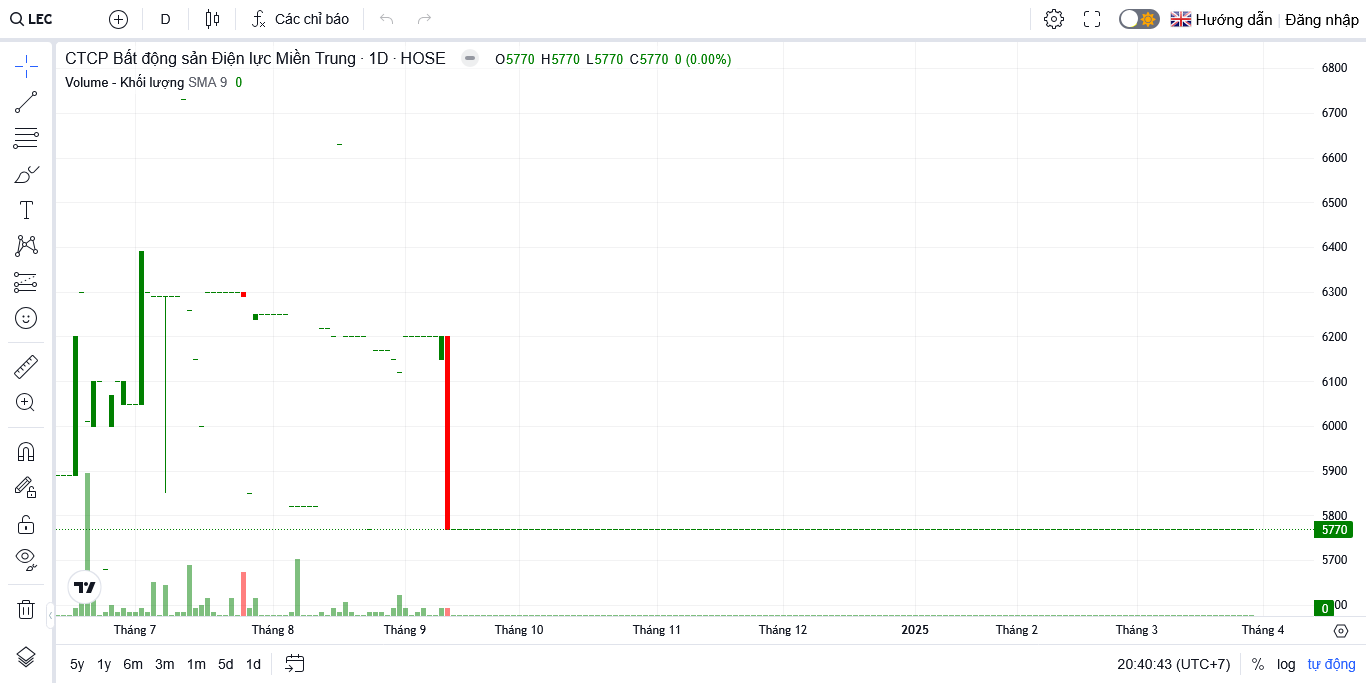 LEC D Các chỉ báo Hướng dẫn Đăng nhập
CTCP Bất động sản Điện lực Miền Trung · 1D · HOSE O5770 H5770 L5770 C5770 0 (0.00%)
Volume - Khối lượng SMA 9 0
6800
6700
6600
6500
6400
6300
6200
6100
6000
5900
5800
5770
5700
0
Tháng 7 Tháng 8 Tháng 9 Tháng 10 Tháng 11 Tháng 12 2025 Tháng 2 Tháng 3 Tháng 4
5y 1y 6m 3m 1m 5d 1d 20:40:43 (UTC+7) % log tự động